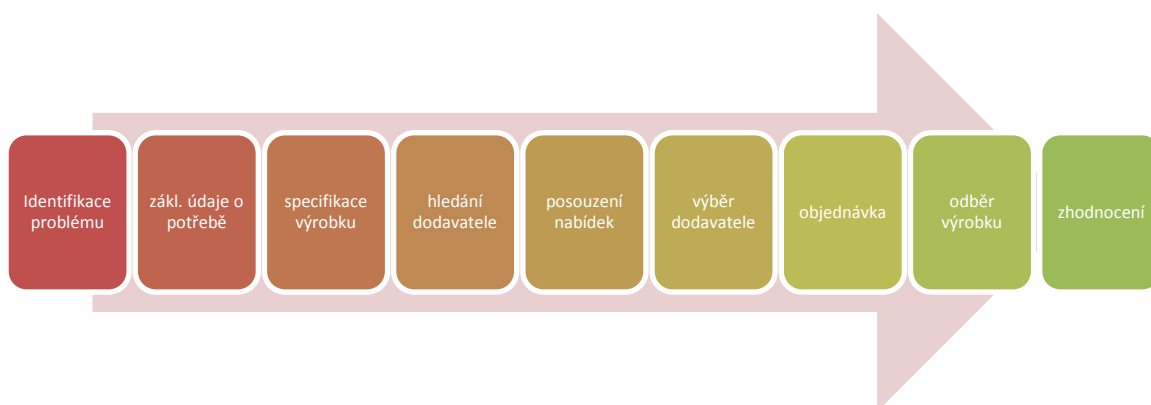 Identifikace
problému
zákl. údaje o
potřebě
specifikace
výrobku
hledání
dodavatele
posouzení
nabídek
výběr
dodavatele
objednávka
odběr
výrobku
zhodnocení